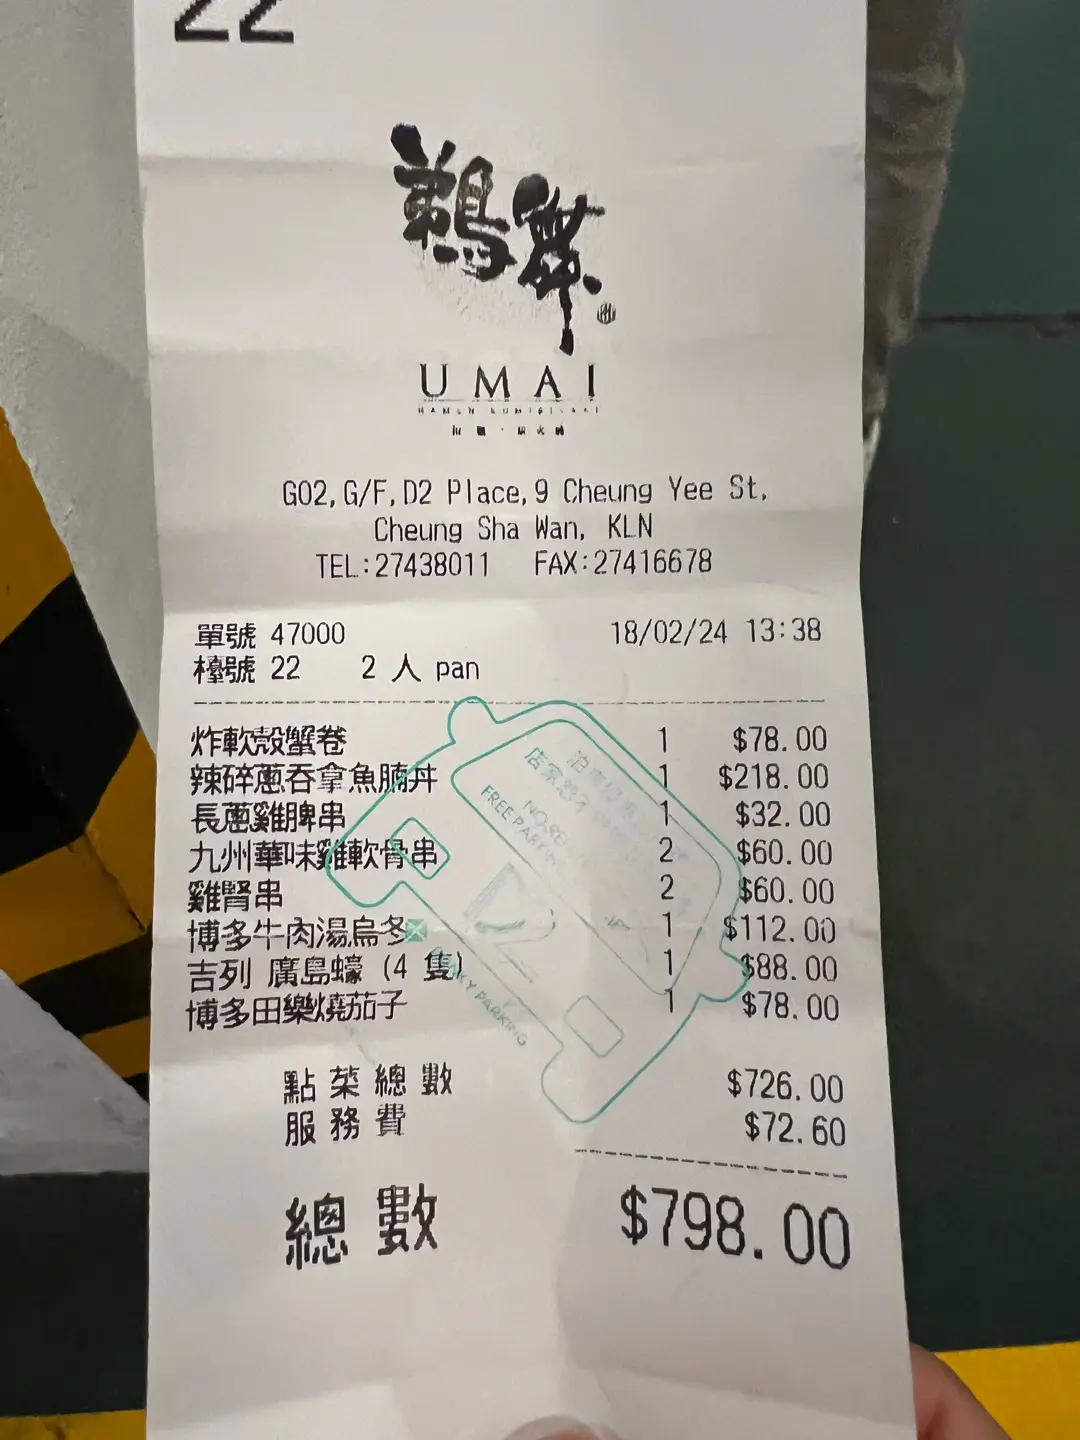 22
鵜舞
UMAI
G02,G/F,D2 Place,9 Cheung Yee St,
Cheung Sha Wan, KLN
TEL:27438011 FAX:27416678
單號 47000 18/02/24 13:38
檯號 22 2 人 pan
炸軟殼蟹卷 1 $78.00
辣碎蔥吞拿魚腩丼 1 $218.00
長蔥雞脾串 1 $32.00
九州華味雞軟骨串 2 $60.00
雞腎串 2 $60.00
博多牛肉湯烏冬 1 $112.00
吉列 廣島蠔 (4 隻) 1 $88.00
博多田樂燒茄子 1 $78.00
FREE PARKING
PARKING
點菜總數 $726.00
服務費 $72.60
總數 $798.00